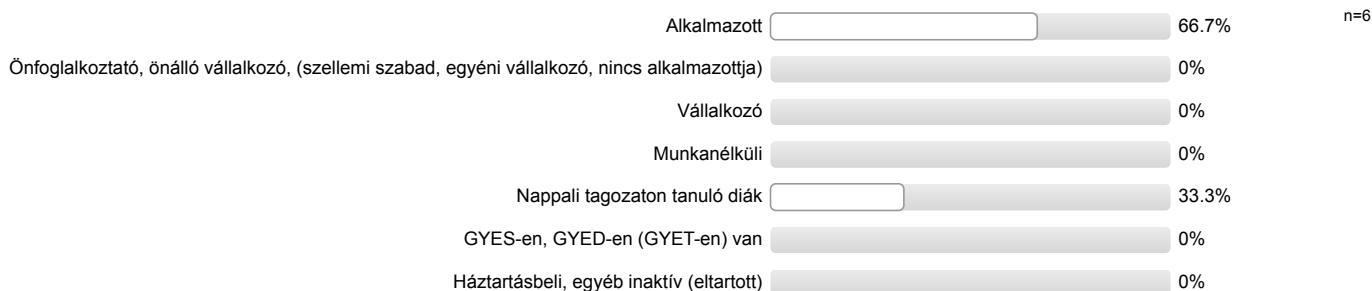 Alkalmazott 66.7% n=6
Önfoglalkoztató, önálló vállalkozó, (szellemi szabad, egyéni vállalkozó, nincs alkalmazottja) 0%
Vállalkozó 0%
Munkanélküli 0%
Nappali tagozaton tanuló diák 33.3%
GYES-en, GYED-en (GYET-en) van 0%
Háztartásbeli, egyéb inaktív (eltartott) 0%